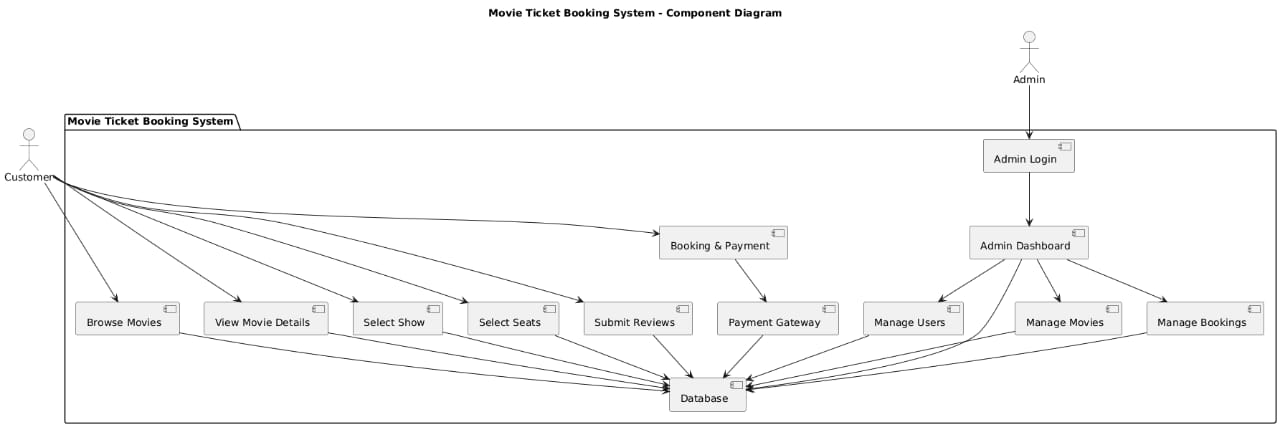 Movie Ticket Booking System - Component Diagram
Admin
Movie Ticket Booking System
Customer
Admin Login
Booking & Payment
Admin Dashboard
Browse Movies
View Movie Details
Select Show
Select Seats
Submit Reviews
Payment Gateway
Manage Users
Manage Movies
Manage Bookings
Database